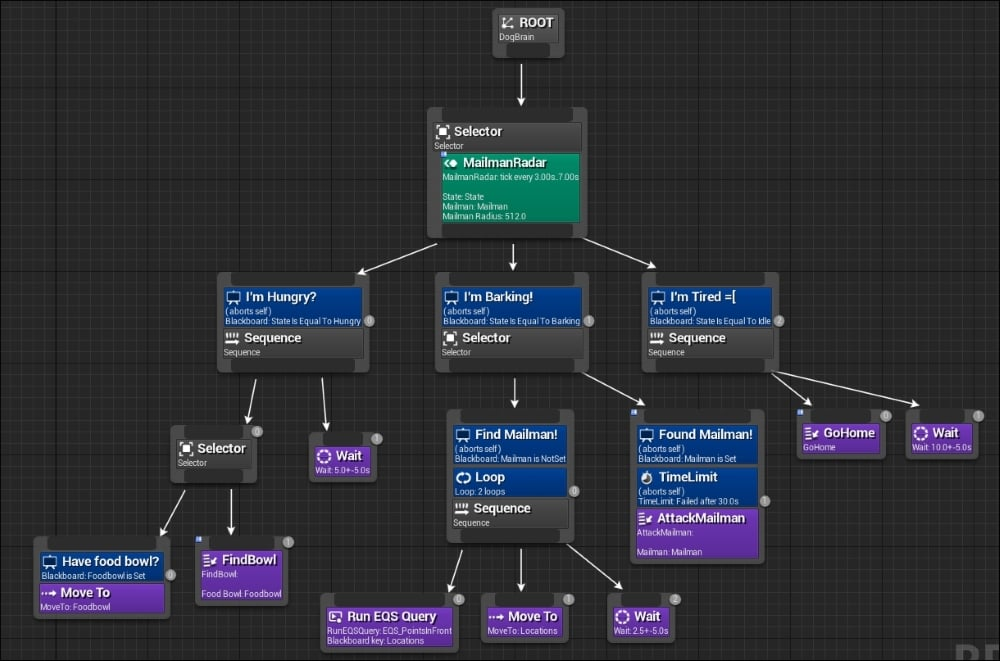 ROOT
DogBrain
Selector
Selector
MailmanRadar
MailmanRadar: tick every 3.00s..7.00s
State: State
Mailman: Mailman
Mailman Radius: 512.0
I'm Hungry?
(aborts self)
Blackboard: State Is Equal To Hungry
0
Sequence
Sequence
I'm Barking!
(aborts self)
Blackboard: State Is Equal To Barking
1
Selector
Selector
I'm Tired =[
(aborts self)
Blackboard: State Is Equal To Idle
2
Sequence
Sequence
0
Selector
Selector
1
Wait
Wait: 5.0+-5.0s
Find Mailman!
(aborts self)
Blackboard: Mailman is NotSet
Loop
Loop: 2 loops
0
Sequence
Sequence
Found Mailman!
(aborts self)
Blackboard: Mailman is Set
TimeLimit
(aborts self)
TimeLimit: Failed after 30.0s
1
AttackMailman
AttackMailman:
Mailman: Mailman
0
GoHome
GoHome
1
Wait
Wait: 10.0+-5.0s
Have food bowl?
Blackboard: Foodbowl is Set
0
Move To
MoveTo: Foodbowl
1
FindBowl
FindBowl:
Food Bowl: Foodbowl
0
Run EQS Query
RunEQSQuery: EQS_PointsInFront
Blackboard key: Locations
1
Move To
MoveTo: Locations
2
Wait
Wait: 2.5+-5.0s